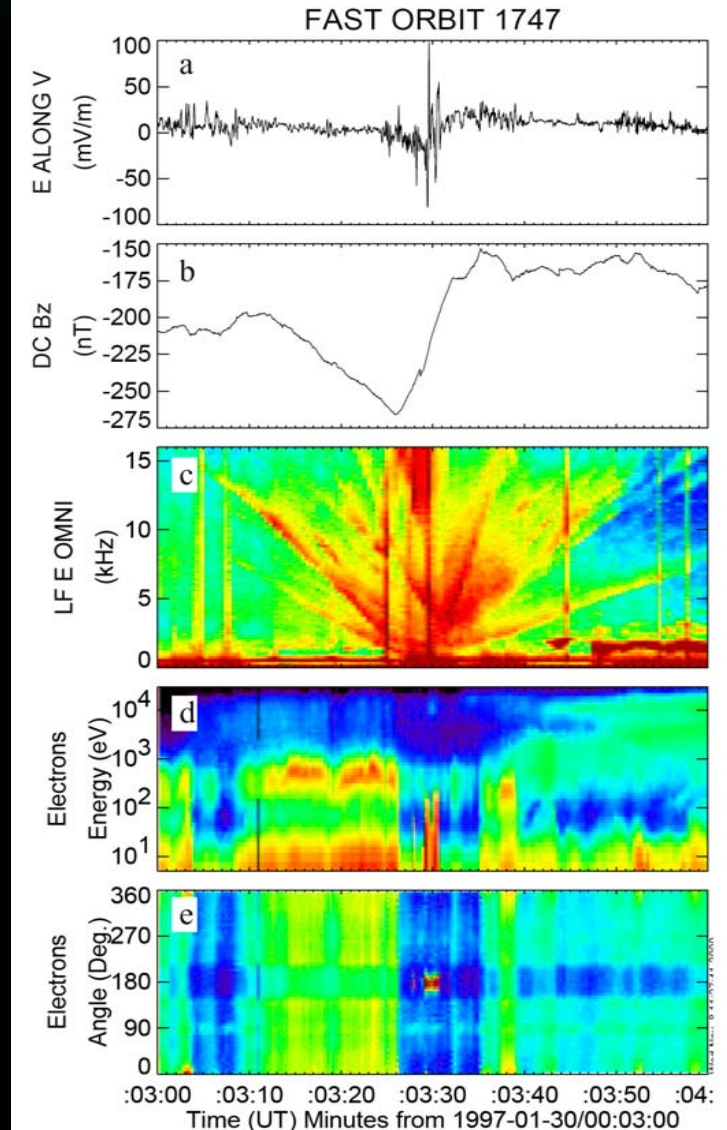 FAST ORBIT 1747
a
E ALONG V
(mV/m)
100
50
0
-50
-100
b
DC Bz
(nT)
-150
-175
-200
-225
-250
-275
c
LF E OMNI
(kHz)
15
10
5
0
d
Electrons
Energy (eV)
10⁴
10³
10²
10¹
e
Electrons
Angle (Deg.)
360
270
180
90
0
:03:00 :03:10 :03:20 :03:30 :03:40 :03:50 :04:
Time (UT) Minutes from 1997-01-30/00:03:00